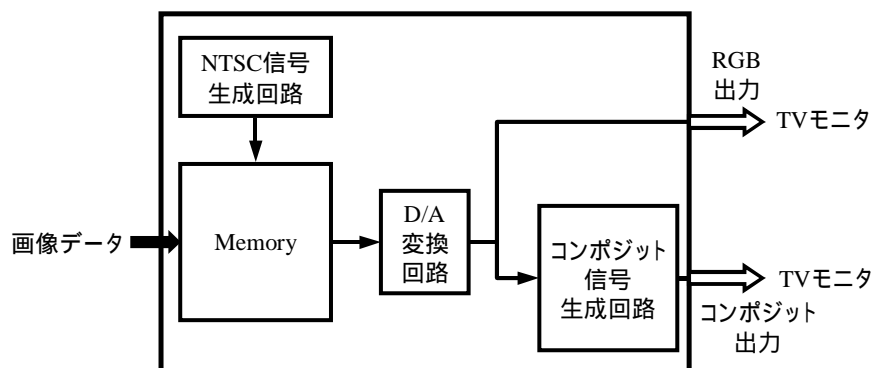 NTSC信号
生成回路
RGB
出力
TVモニタ
画像データ
Memory
D/A
変換
回路
コンポジット
信号
生成回路
TVモニタ
コンポジット
出力